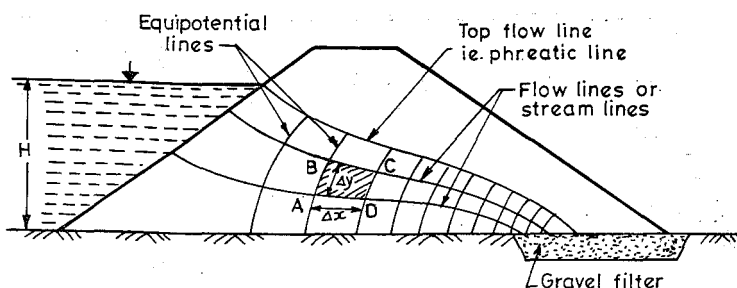 Equipotential
lines
Top flow line
ie. phreatic line
Flow lines or
stream lines
H
B
C
Δy
A
D
Δx
Gravel filter